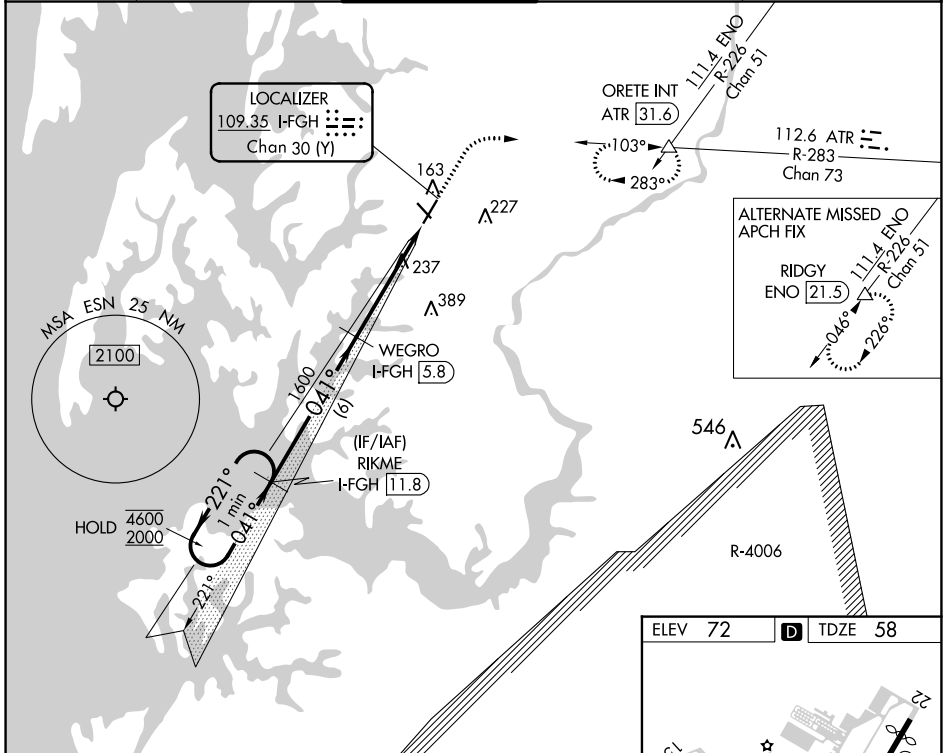 LOCALIZER
109.35 I-FGH
Chan 30 (Y)
163
227
237
389
ORETE INT
ATR 31.6
111.4 ENO
R-226
Chan 51
103°
283°
112.6 ATR
R-283
Chan 73
ALTERNATE MISSED
APCH FIX
RIDGY
ENO 21.5
111.4 ENO
R-226
Chan 51
046°
226°
MSA ESN 25 NM
2100
WEGRO
I-FGH 5.8
1600
041°
(6)
(IF/IAF)
RIKME
I-FGH 11.8
221°
1 min
041°
HOLD 4600
2000
221°
546
R-4006
ELEV 72 D TDZE 58
22